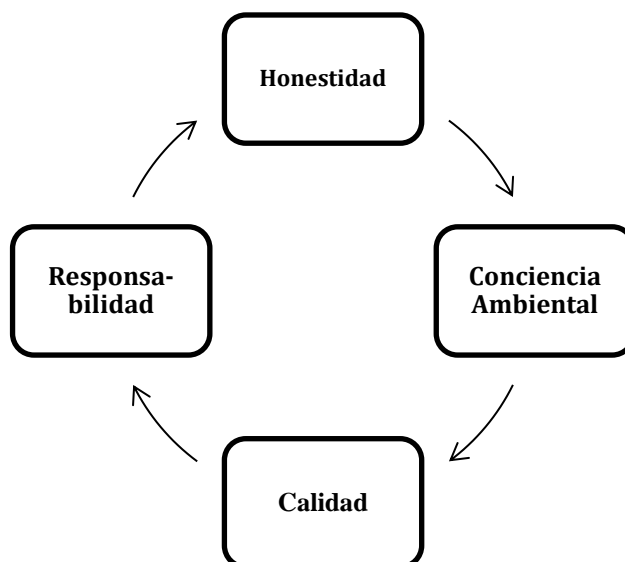 Honestidad
Conciencia
Ambiental
Calidad
Responsa-
bilidad